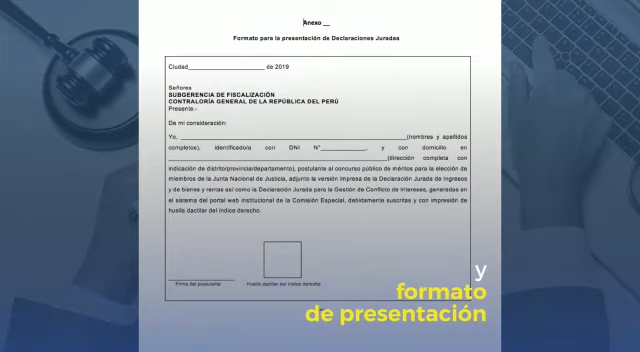 Anexo __
Formato para la presentación de Declaraciones Juradas
Ciudad________________________ de 2019
Señores
SUBGERENCIA DE FISCALIZACIÓN
CONTRALORÍA GENERAL DE LA REPÚBLICA DEL PERÚ
Presente.-
De mi consideración:
Yo, ________________________________(nombres y apellidos
completos), identificado/a con DNI N°______________, y con domicilio en
________________________________(dirección completa con
indicación de distrito/provincia/departamento), postulante al concurso público de méritos para la elección de
miembros de la Junta Nacional de Justicia, adjunto la versión impresa de la Declaración Jurada de Ingresos
y de bienes y rentas así como la Declaración Jurada para la Gestión de Conflicto de Intereses, generadas en
el sistema del portal web institucional de la Comisión Especial, debidamente suscritas y con impresión de
huella dactilar del índice derecho.
Firma del postulante
Huella dactilar del índice derecho
y
formato
de presentación